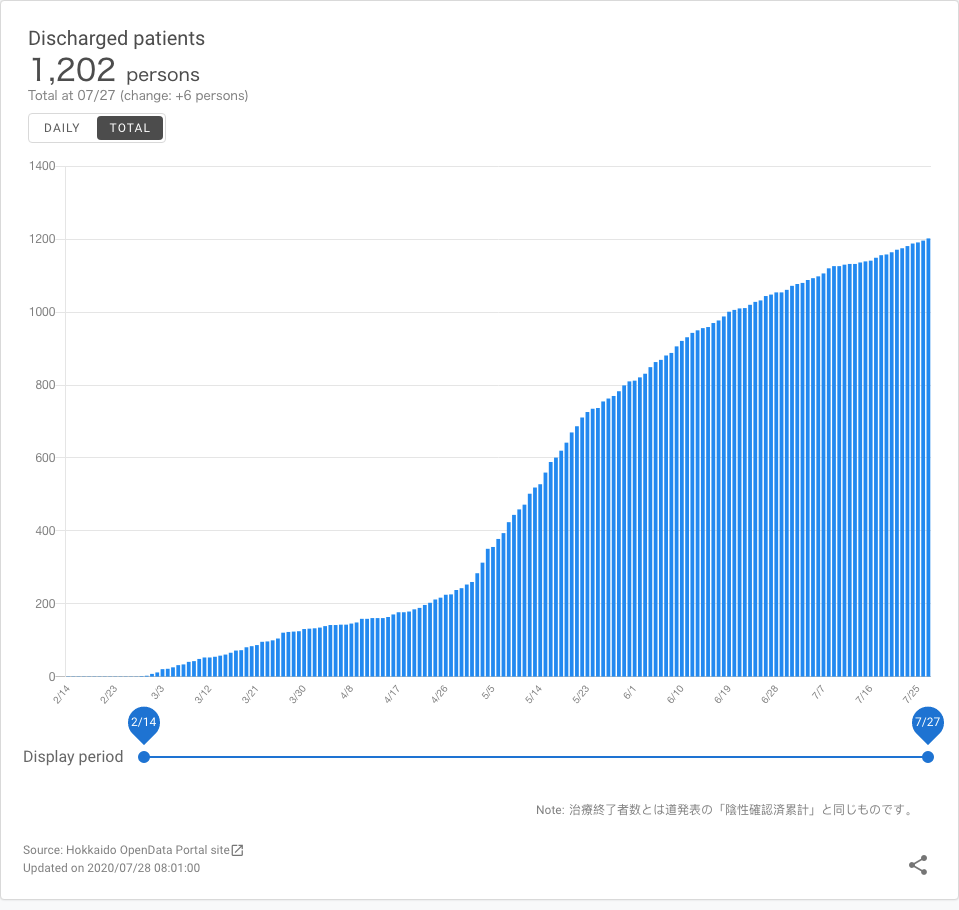 Discharged patients
1,202 persons
Total at 07/27 (change: +6 persons)
DAILY TOTAL
1400
1200
1000
800
600
400
200
0
2/14 2/23 3/3 3/12 3/21 3/30 4/8 4/17 4/26 5/5 5/14 5/23 6/1 6/10 6/19 6/28 7/7 7/16 7/25
2/14 7/27
Display period
Note: 治療終了者数とは道発表の「陰性確認済累計」と同じものです。
Source: Hokkaido OpenData Portal site
Updated on 2020/07/28 08:01:00